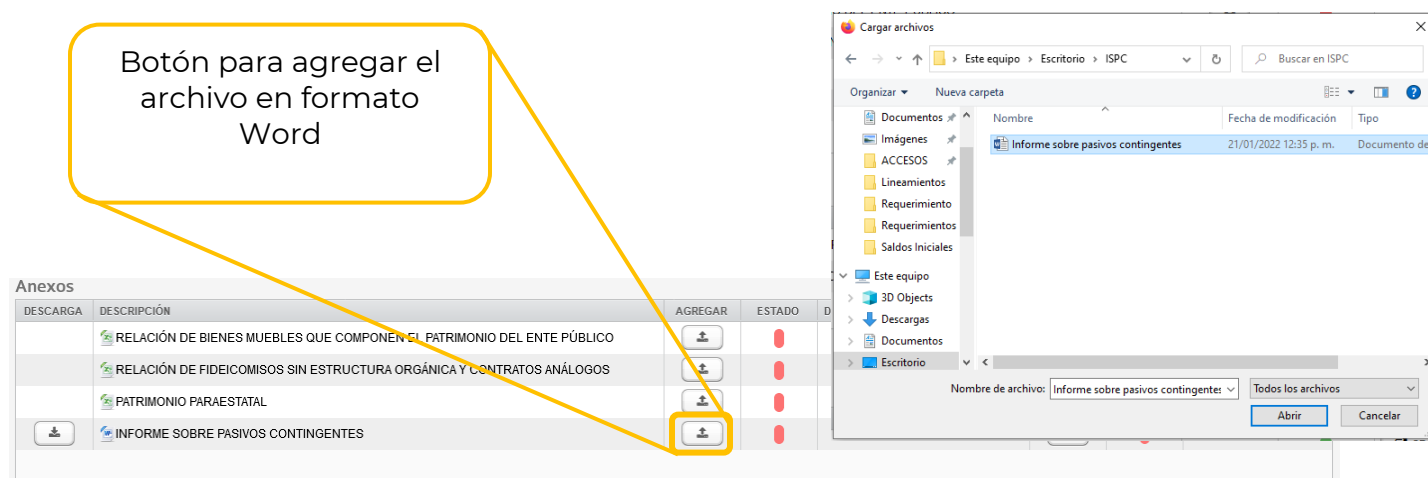 Botón para agregar el
archivo en formato
Word
Cargar archivos
Este equipo > Escritorio > ISPC
Buscar en ISPC
Organizar
Nueva carpeta
Documentos
Imágenes
ACCESOS
Lineamientos
Requerimiento
Requerimientos
Saldos Iniciales
Este equipo
3D Objects
Descargas
Documentos
Escritorio
Nombre
Fecha de modificación
Tipo
Informe sobre pasivos contingentes
21/01/2022 12:35 p. m.
Documento de
Nombre de archivo:
Informe sobre pasivos contingentes
Todos los archivos
Abrir
Cancelar
Anexos
DESCARGA DESCRIPCIÓN AGREGAR ESTADO D
RELACIÓN DE BIENES MUEBLES QUE COMPONEN EL PATRIMONIO DEL ENTE PÚBLICO
RELACIÓN DE FIDEICOMISOS SIN ESTRUCTURA ORGÁNICA Y CONTRATOS ANÁLOGOS
PATRIMONIO PARAESTATAL
INFORME SOBRE PASIVOS CONTINGENTES